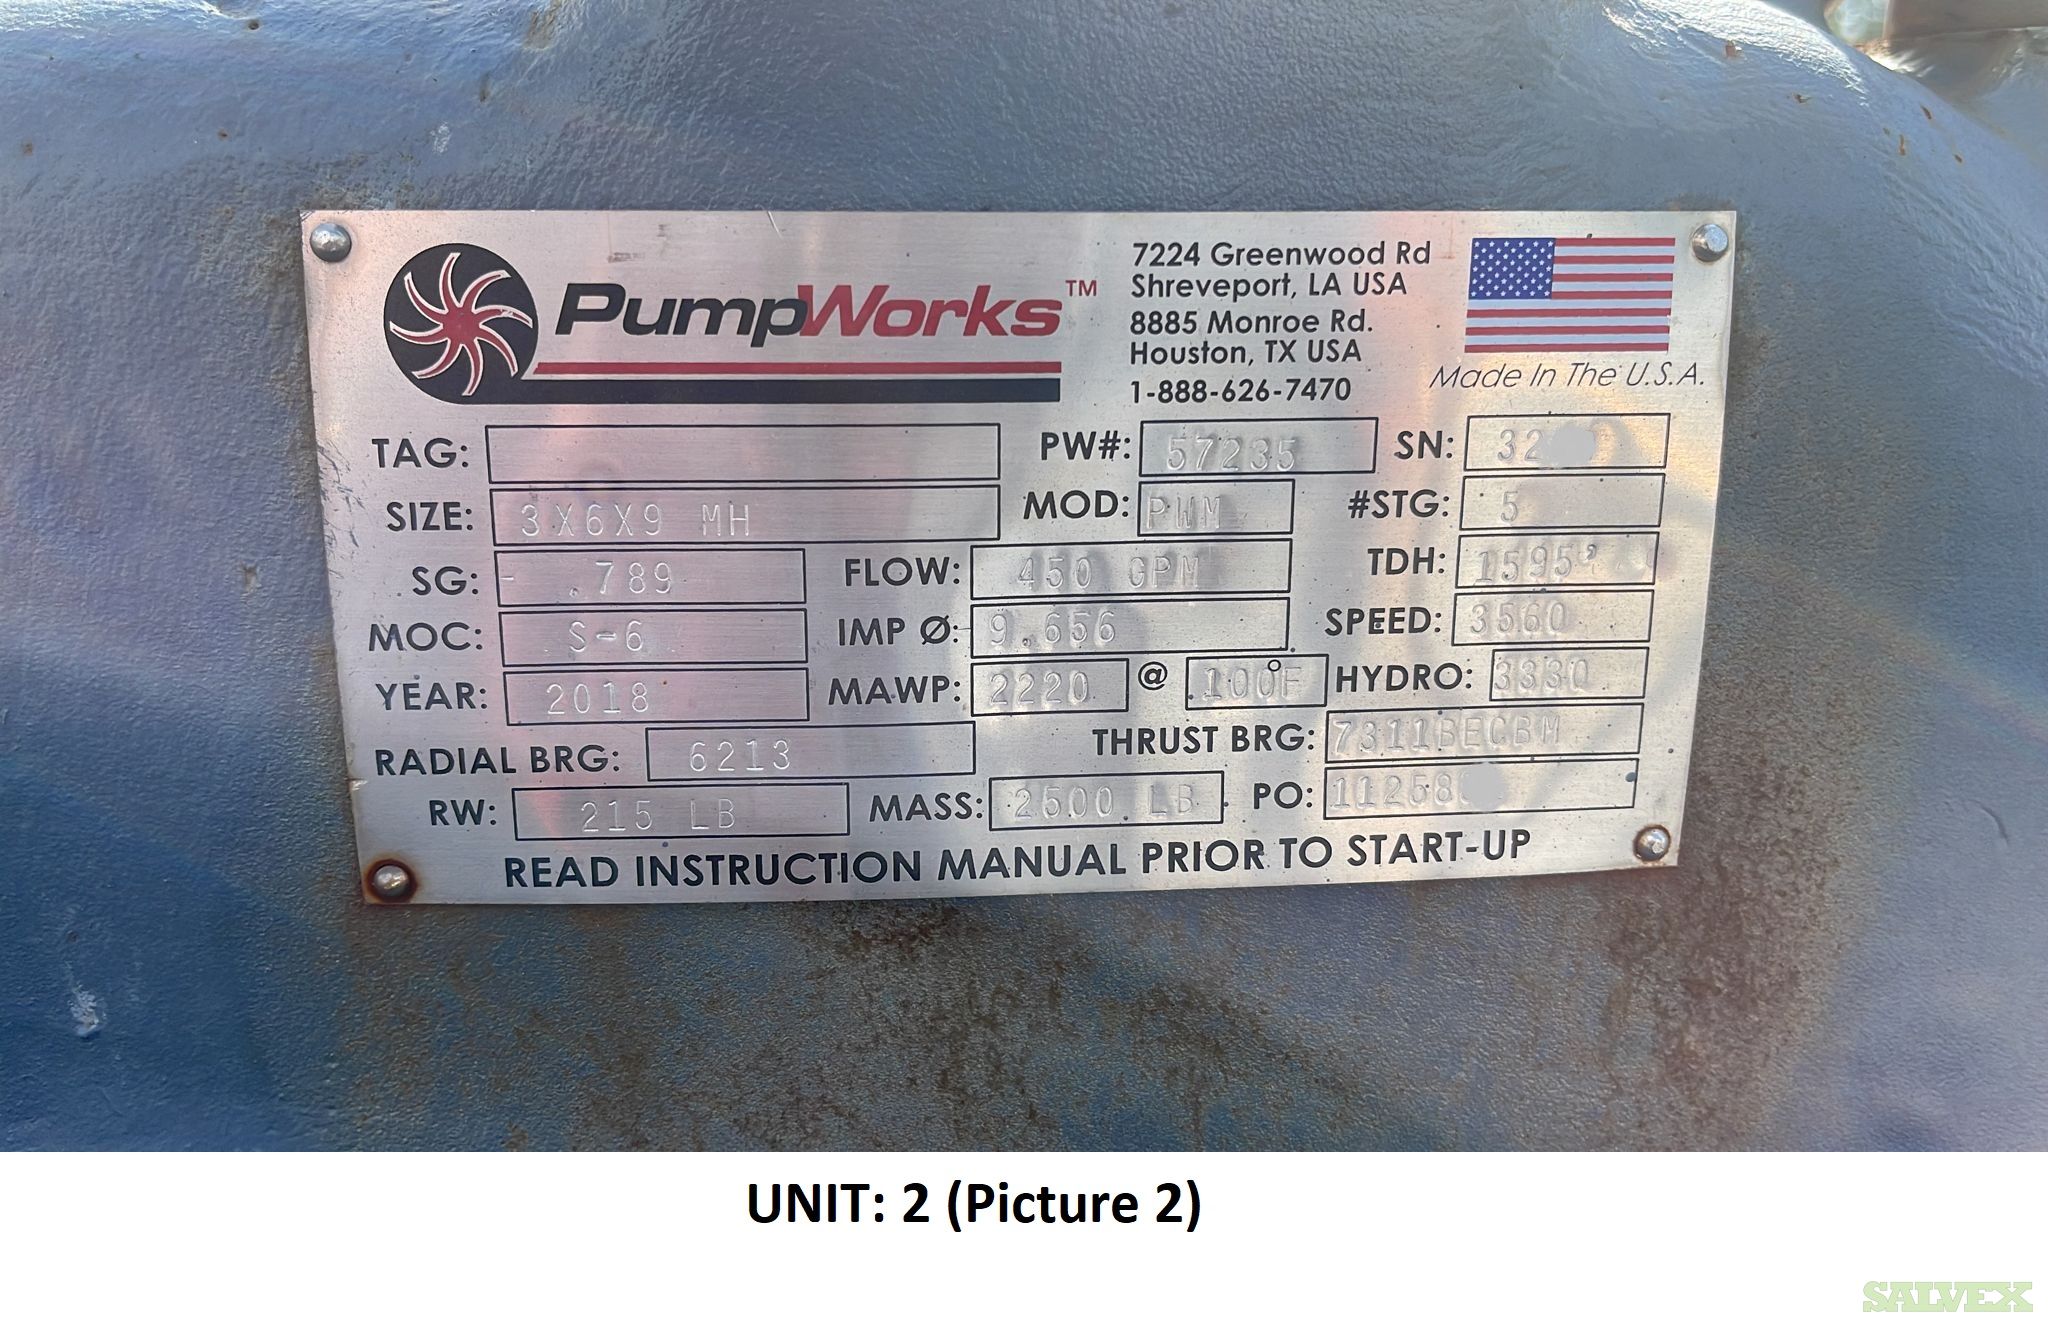 PumpWorks™
7224 Greenwood Rd
Shreveport, LA USA
8885 Monroe Rd.
Houston, TX USA
1-888-626-7470
Made In The U.S.A.
TAG: PW#: 57235 SN: 32
SIZE: 3X6X9 MH MOD: PWM #STG: 5
SG: .789 FLOW: 450 GPM TDH: 1595'
MOC: S-6 IMP Ø: 9.656 SPEED: 3560
YEAR: 2018 MAWP: 2220 @ 100°F HYDRO: 3330
RADIAL BRG: 6213 THRUST BRG: 7311BECBM
RW: 215 LB MASS: 2500 LB PO: 11258
READ INSTRUCTION MANUAL PRIOR TO START-UP
UNIT: 2 (Picture 2)
SALVEX